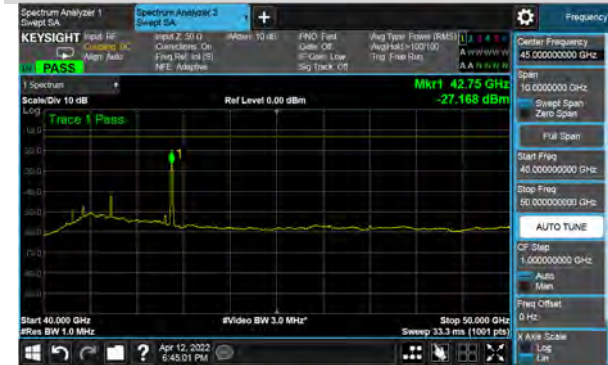 Spectrum Analyzer 1
Swept SA
Spectrum Analyzer 3
Swept SA
+
Frequency
KEYSIGHT
Input: RF
Coupling: DC
Align: Auto
Input Z: 50 Ω
Corrections: On
Freq Ref: Int (S)
NFE: Adaptive
#Atten: 10 dB
PNO: Fast
Gate: Off
IF Gain: Low
Sig Track: Off
Avg Type: Power (RMS)
Avg|Hold: >100/100
Trig: Free Run
1 2 3 4 5 6
A W W W W W
A A N N N N
PASS
1 Spectrum
Scale/Div 10 dB
Log
Ref Level 0.00 dBm
Mkr1 42.75 GHz
-27.168 dBm
Trace 1 Pass
1
Start 40.000 GHz
#Res BW 1.0 MHz
#Video BW 3.0 MHz*
Stop 50.000 GHz
Sweep 33.3 ms (1001 pts)
Center Frequency
45.000000000 GHz
Span
10.0000000 GHz
Swept Span
Zero Span
Full Span
Start Freq
40.000000000 GHz
Stop Freq
50.000000000 GHz
AUTO TUNE
CF Step
1.000000000 GHz
Auto
Man
Freq Offset
0 Hz
X Axis Scale
Log
Lin
?
Apr 12, 2022
6:45:01 PM